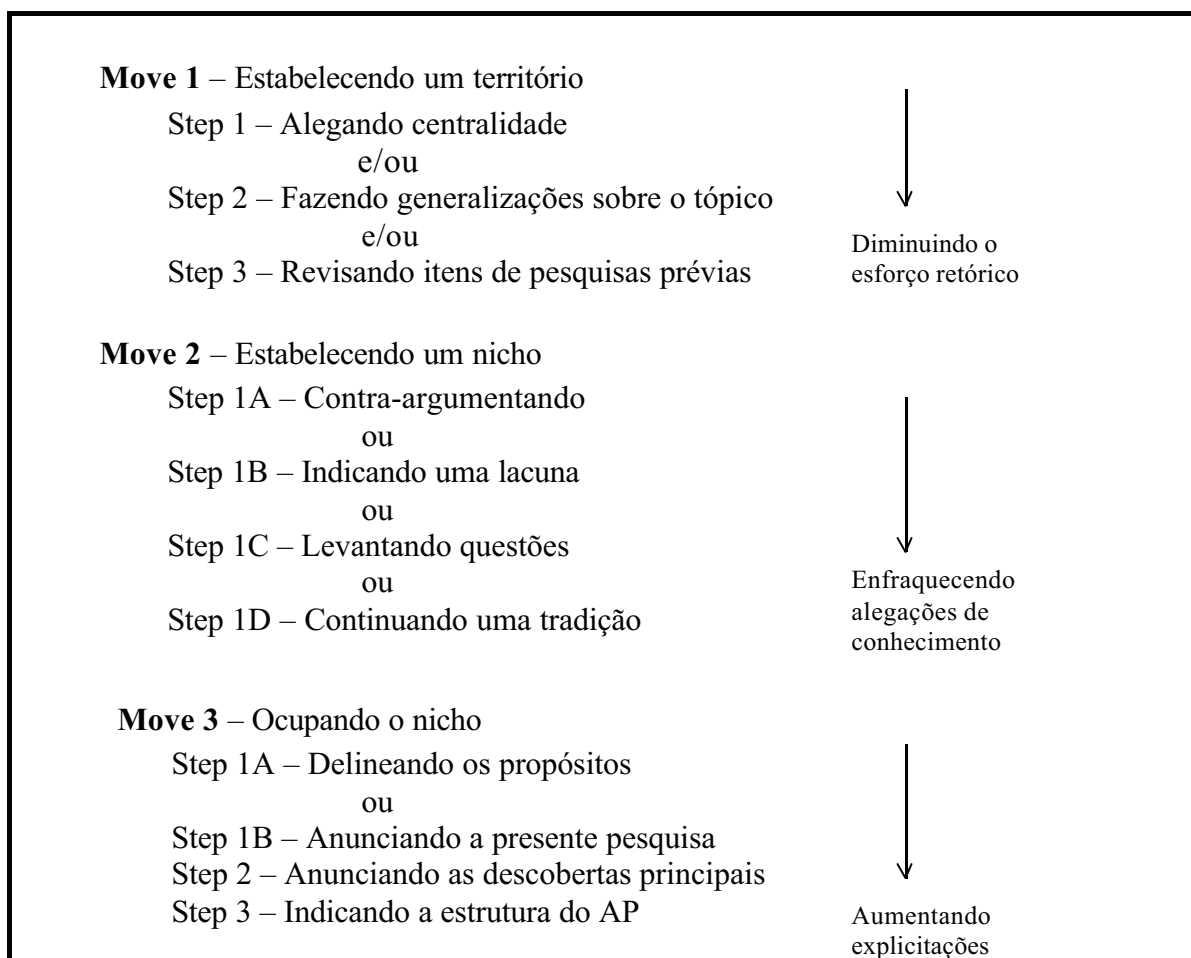 Move 1 – Estabelecendo um território
Step 1 – Alegando centralidade
e/ou
Step 2 – Fazendo generalizações sobre o tópico
e/ou
Step 3 – Revisando itens de pesquisas prévias
Diminuindo o
esforço retórico
Move 2 – Estabelecendo um nicho
Step 1A – Contra-argumentando
ou
Step 1B – Indicando uma lacuna
ou
Step 1C – Levantando questões
ou
Step 1D – Continuando uma tradição
Enfraquecendo
alegações de
conhecimento
Move 3 – Ocupando o nicho
Step 1A – Delineando os propósitos
ou
Step 1B – Anunciando a presente pesquisa
Step 2 – Anunciando as descobertas principais
Step 3 – Indicando a estrutura do AP
Aumentando
explicitações